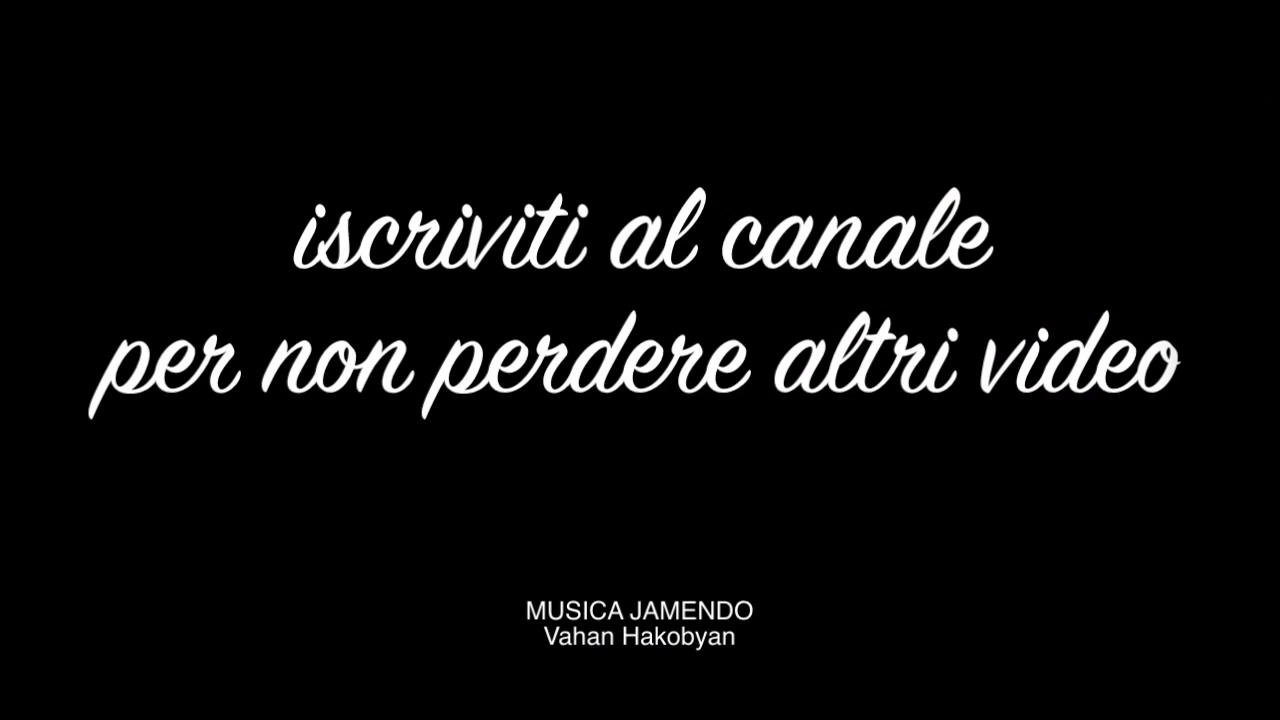 iscriviti al canale
per non perdere altri video
MUSICA JAMENDO
Vahan Hakobyan